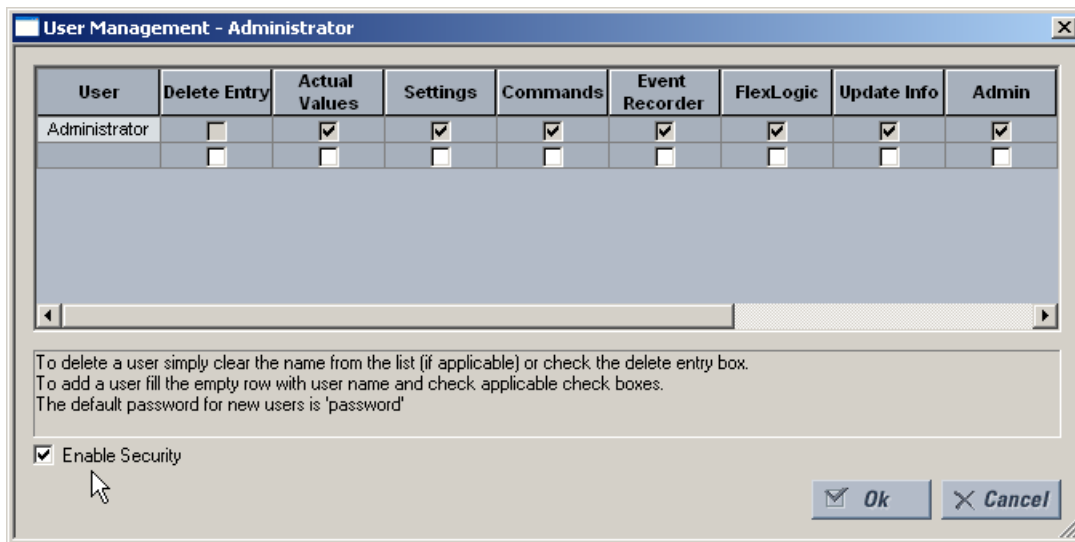 User Management - Administrator
User Delete Entry Actual Values Settings Commands Event Recorder FlexLogic Update Info Admin
Administrator
To delete a user simply clear the name from the list (if applicable) or check the delete entry box.
To add a user fill the empty row with user name and check applicable check boxes.
The default password for new users is 'password'
Enable Security
Ok Cancel